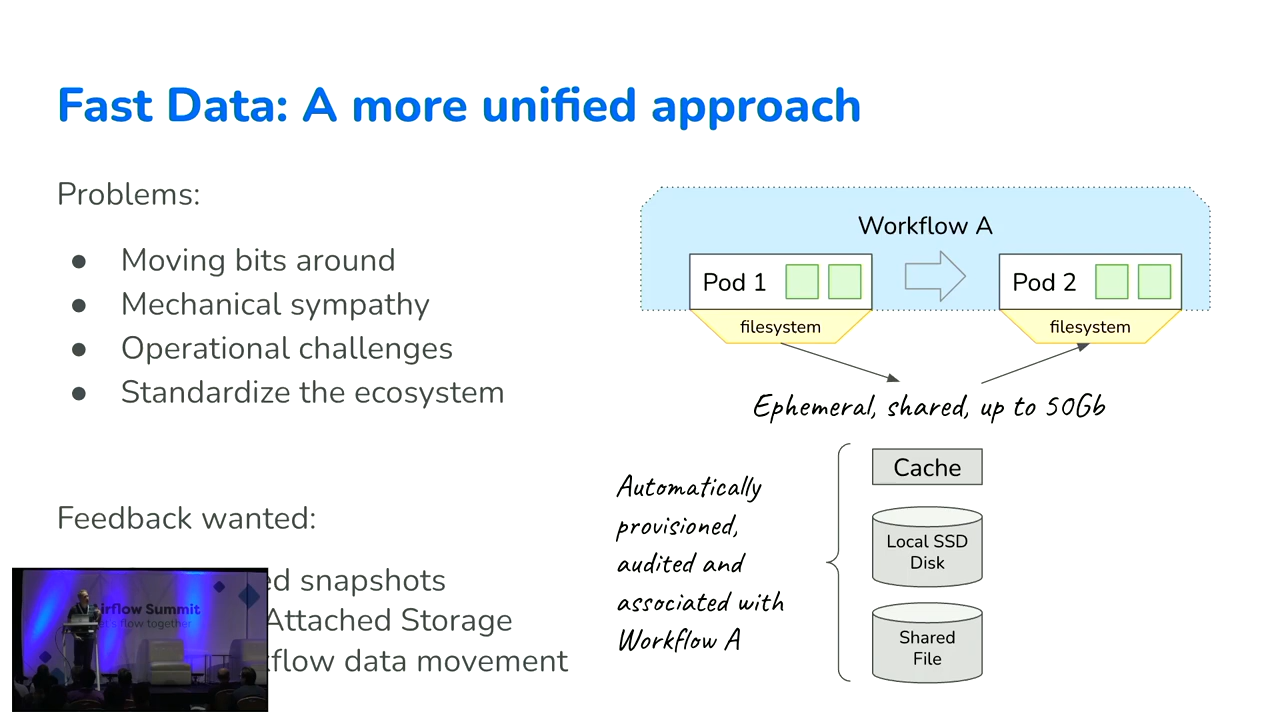 Fast Data: A more unified approach
Problems:
● Moving bits around
● Mechanical sympathy
● Operational challenges
● Standardize the ecosystem
Feedback wanted:
snapshots
Attached Storage
data movement
Workflow A
Pod 1
Pod 2
filesystem
filesystem
Ephemeral, shared, up to 50Gb
Automatically
provisioned,
audited and
associated with
Workflow A
Cache
Local SSD
Disk
Shared
File
Airflow Summit
Let's flow together